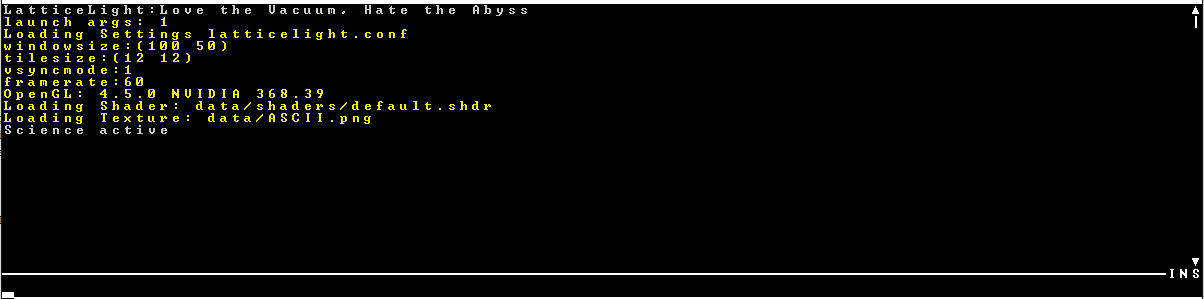 LatticeLight:Love the Vacuum, Hate the Abyss
launch args: 1
Loading Settings latticelight.conf
windowsize:(100 50)
tilesize:(12 12)
vsyncmode:1
framerate:60
OpenGL: 4.5.0 NVIDIA 368.39
Loading Shader: data/shaders/default.shdr
Loading Texture: data/ASCII.png
Science active
INS